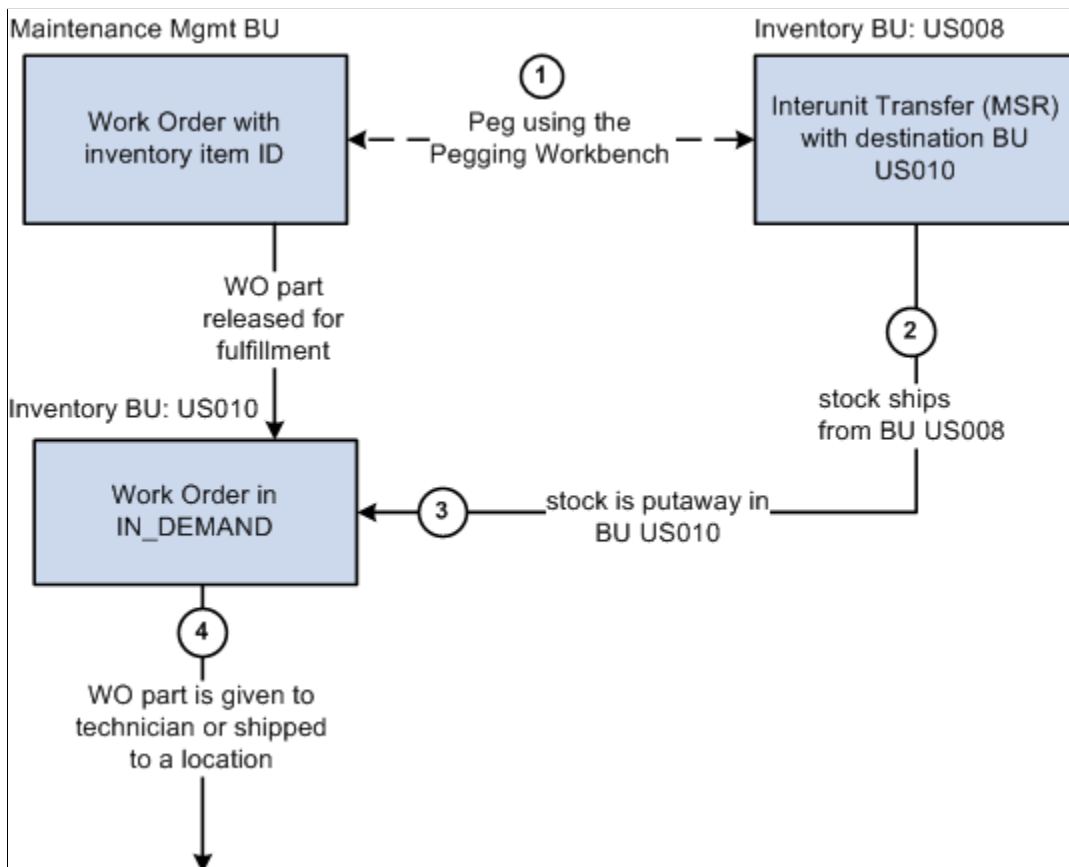 Maintenance Mgmt BU
Inventory BU: US008
Work Order with
inventory item ID
1
Peg using the
Pegging Workbench
Interunit Transfer (MSR)
with destination BU
US010
WO part
released for
fulfillment
2
stock ships
from BU US008
Inventory BU: US010
Work Order in
IN_DEMAND
3
stock is putaway in
BU US010
4
WO part is given to
technician or shipped
to a location